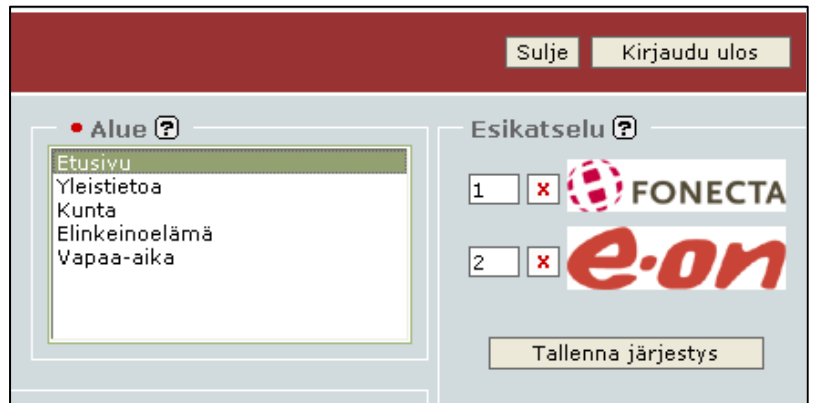 Sulje Kirjaudu ulos
Alue ?
Etusivu
Yleistietoa
Kunta
Elinkeinoelämä
Vapaa-aika
Esikatselu ?
1 x FONECTA
2 x e·on
Tallenna järjestys